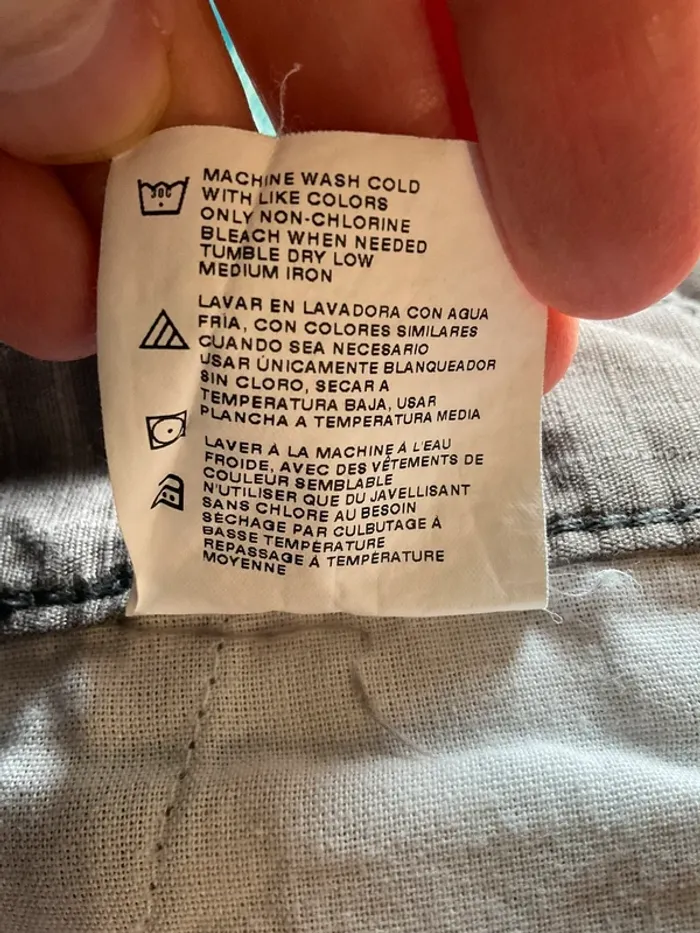 30C
MACHINE WASH COLD
WITH LIKE COLORS
ONLY NON-CHLORINE
BLEACH WHEN NEEDED
TUMBLE DRY LOW
MEDIUM IRON
LAVAR EN LAVADORA CON AGUA
FRÍA, CON COLORES SIMILARES
CUANDO SEA NECESARIO
USAR ÚNICAMENTE BLANQUEADOR
SIN CLORO, SECAR A
TEMPERATURA BAJA, USAR
PLANCHA A TEMPERATURA MEDIA
LAVER À LA MACHINE À L'EAU
FROIDE, AVEC DES VÊTEMENTS DE
COULEUR SEMBLABLE
N'UTILISER QUE DU JAVELLISANT
SANS CHLORE AU BESOIN
SÉCHAGE PAR CULBUTAGE À
BASSE TEMPÉRATURE
REPASSAGE À TEMPÉRATURE
MOYENNE